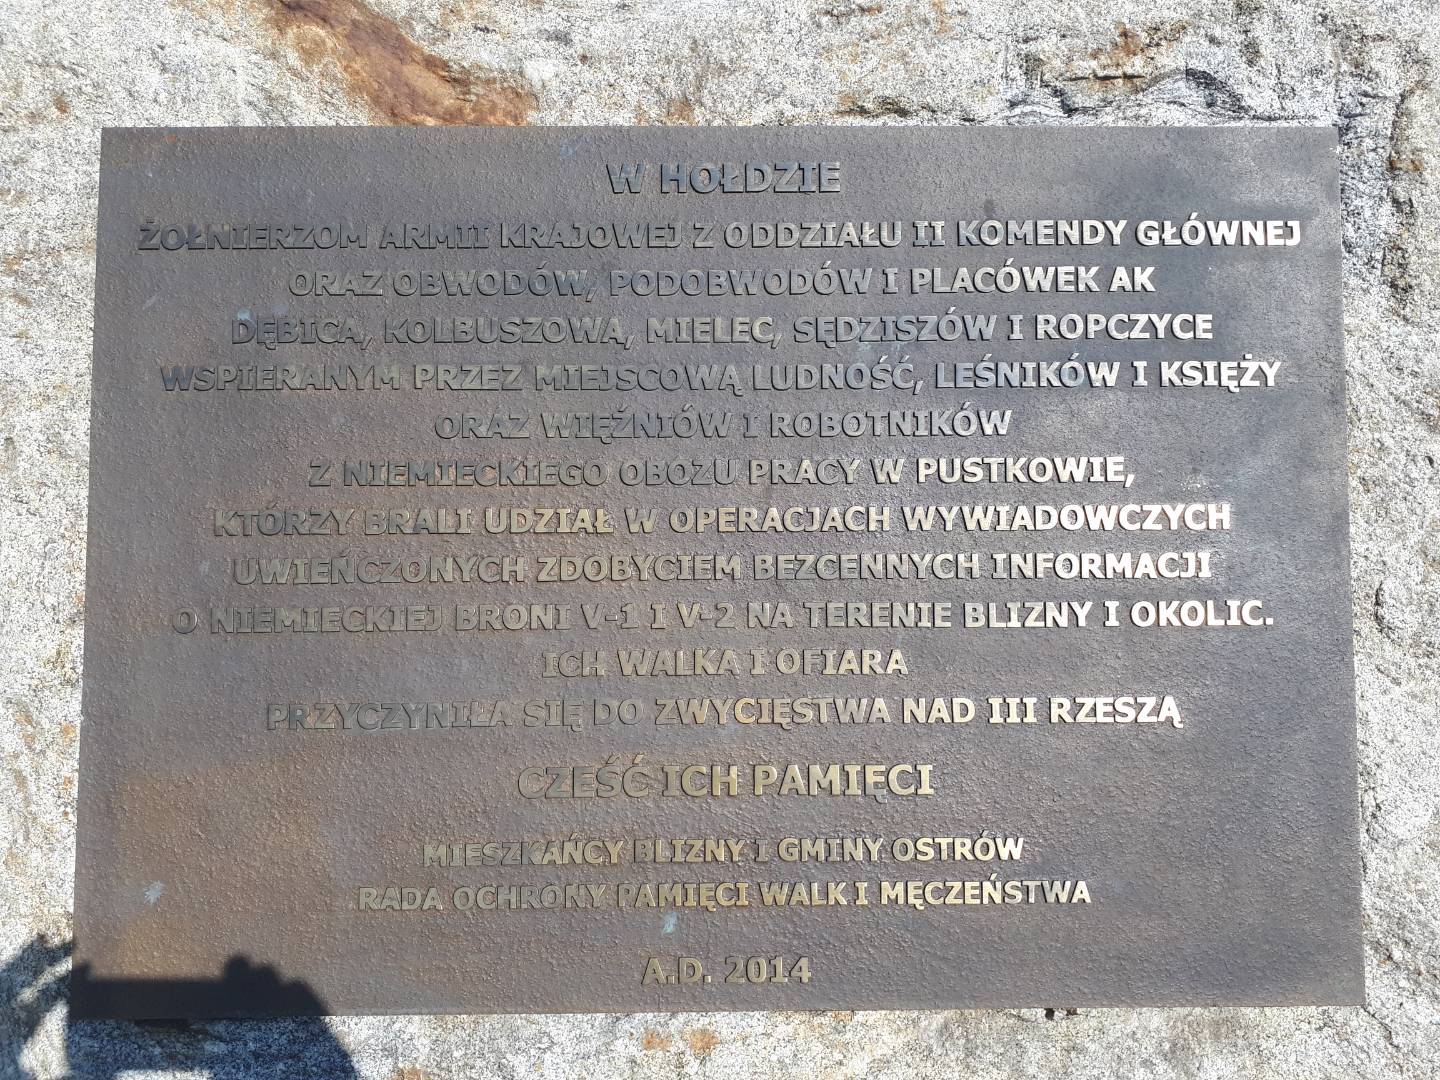 W HOŁDZIE
ŻOŁNIERZOM ARMII KRAJOWEJ Z ODDZIAŁU II KOMENDY GŁÓWNEJ
ORAZ OBWODÓW, PODOBWODÓW I PLACÓWEK AK
DĘBICA, KOLBUSZOWA, MIELEC, SĘDZISZÓW I ROPCZYCE
WSPIERANYM PRZEZ MIEJSCOWĄ LUDNOŚĆ, LEŚNIKÓW I KSIĘŻY
ORAZ WIĘŹNIÓW I ROBOTNIKÓW
Z NIEMIECKIEGO OBOZU PRACY W PUSTKOWIE,
KTÓRZY BRALI UDZIAŁ W OPERACJACH WYWIADOWCZYCH
UWIEŃCZONYCH ZDOBYCIEM BEZCENNYCH INFORMACJI
O NIEMIECKIEJ BRONI V-1 I V-2 NA TERENIE BLIZNY I OKOLIC.
ICH WALKA I OFIARA
PRZYCZYNIŁA SIĘ DO ZWYCIĘSTWA NAD III RZESZĄ
CZEŚĆ ICH PAMIĘCI
MIESZKAŃCY BLIZNY I GMINY OSTRÓW
RADA OCHRONY PAMIĘCI WALK I MĘCZEŃSTWA
A.D. 2014